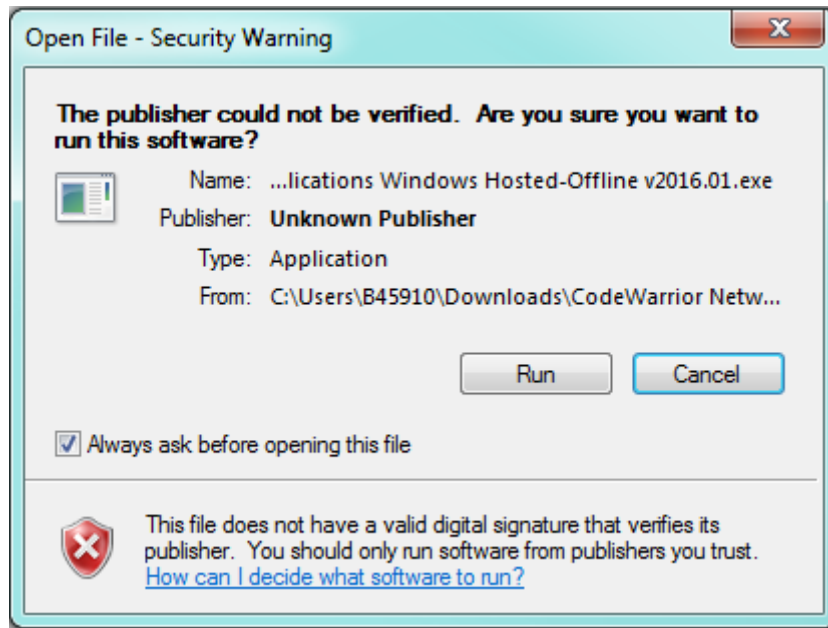 Open File - Security Warning
The publisher could not be verified. Are you sure you want to
run this software?
Name: ...lications Windows Hosted-Offline v2016.01.exe
Publisher: Unknown Publisher
Type: Application
From: C:\Users\B45910\Downloads\CodeWarrior Netw...
Run Cancel
Always ask before opening this file
This file does not have a valid digital signature that verifies its
publisher. You should only run software from publishers you trust.
How can I decide what software to run?